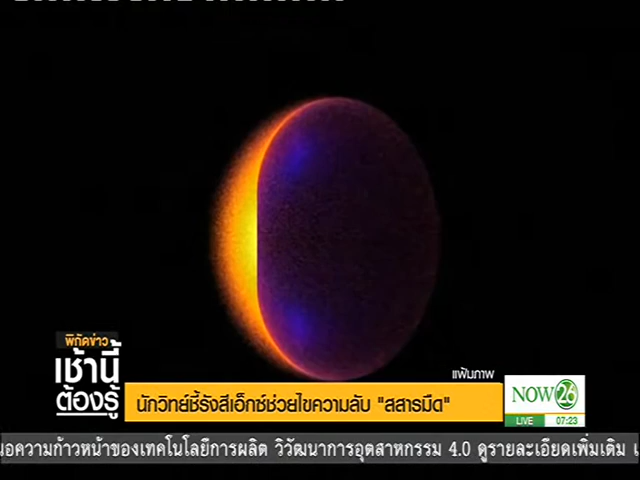 แฟ้มภาพ
พิกัดข่าว
เช้านี้
ต้องรู้
นักวิทย์ชี้รังสีเอ็กซ์ช่วยไขความลับ "สสารมืด"
NOW26
LIVE 07:23
นอความก้าวหน้าของเทคโนโลยีการผลิต วิวัฒนาการอุตสาหกรรม 4.0 ดูรายละเอียดเพิ่มเติม